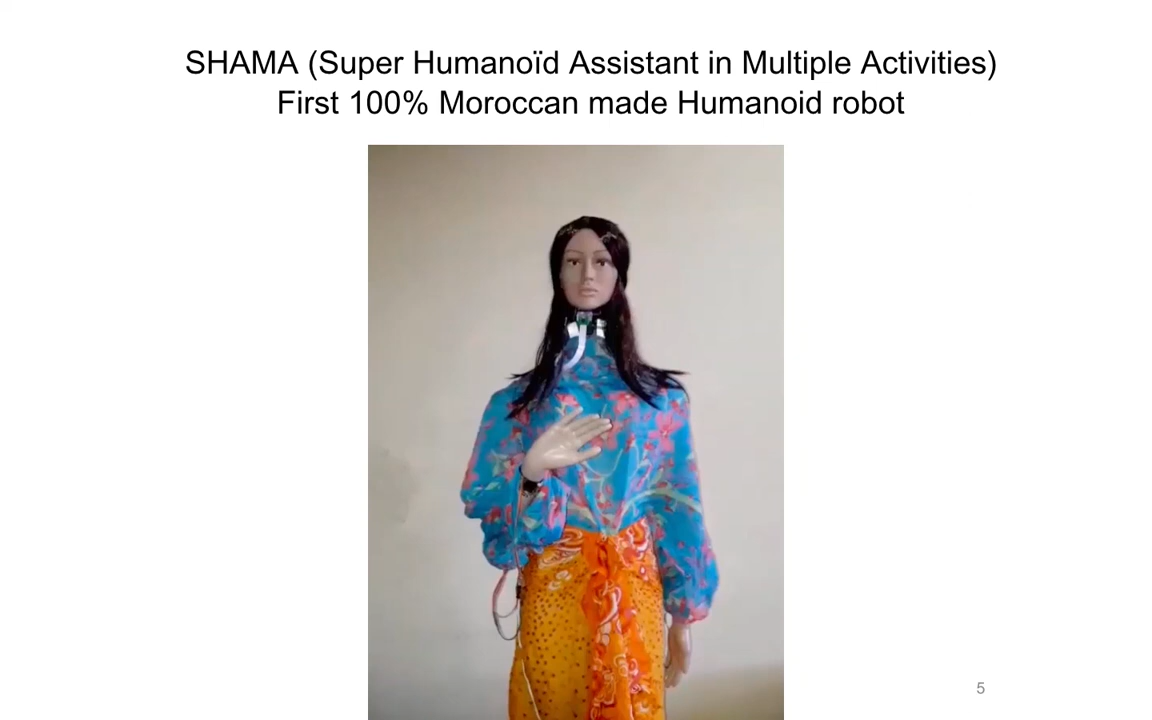 SHAMA (Super Humanoïd Assistant in Multiple Activities)
First 100% Moroccan made Humanoid robot
5